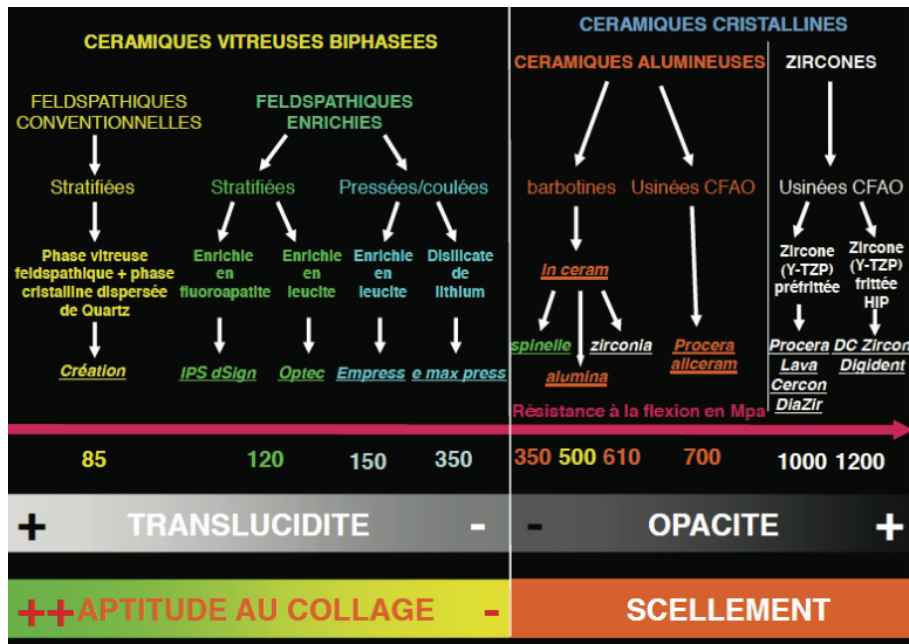 CERAMIQUES VITREUSES BIPHASEES
CERAMIQUES CRISTALLINES
CERAMIQUES ALUMINEUSES
ZIRCONES
FELDSPATHIQUES
CONVENTIONNELLES
FELDSPATHIQUES
ENRICHIES
Stratifiées
Stratifiées
Pressées/coulées
barbotines
Usinées CFAO
Usinées CFAO
Phase vitreuse
feldspathique + phase
cristalline dispersée
de Quartz
Enrichie
en
fluoroapatite
Enrichie
en
leucite
Enrichie
en
leucite
Disilicate
de
lithium
In ceram
Zircone
(Y-TZP)
préfrittée
Zircone
(Y-TZP)
frittée
HIP
Création
IPS dSign
Optec
Empress
e max press
spinelle
alumina
zirconia
Procera
allceram
Procera
Lava
Cercon
DiaZir
DC Zircon
Digident
Résistance à la flexion en Mpa
85
120
150
350
350
500
610
700
1000
1200
+ TRANSLUCIDITE -
- OPACITE +
++ APTITUDE AU COLLAGE -
SCELLEMENT